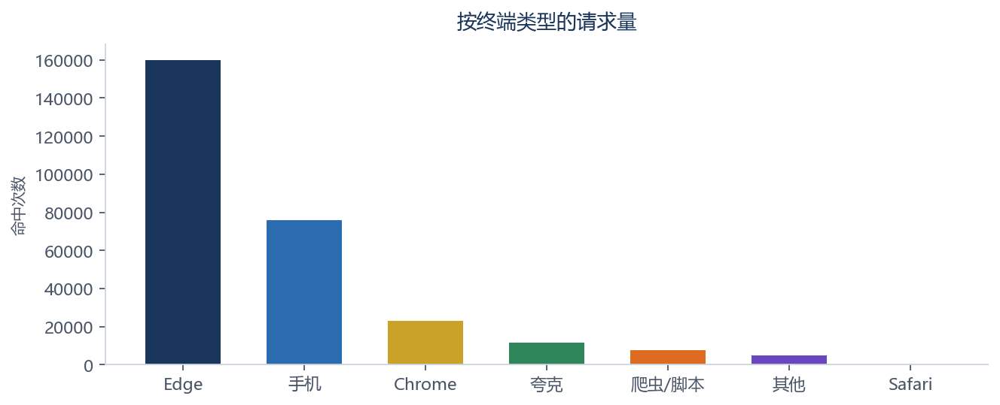 按终端类型的请求量
命中次数
160000
140000
120000
100000
80000
60000
40000
20000
0
Edge
手机
Chrome
夸克
爬虫/脚本
其他
Safari